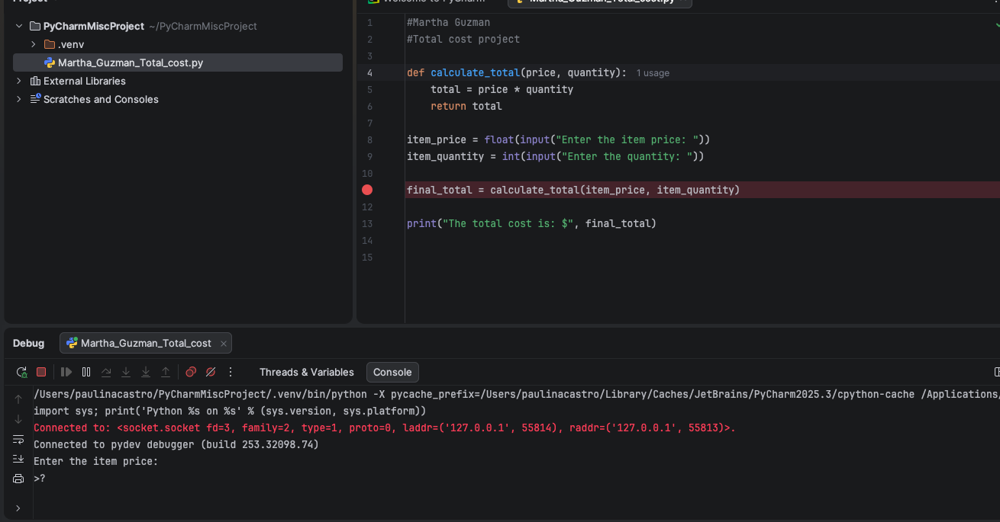 Project
PyCharmMiscProject ~/PyCharmMiscProject
.venv
Martha_Guzman_Total_cost.py
External Libraries
Scratches and Consoles
Welcome to PyCharm
Martha_Guzman_Total_cost.py
1 #Martha Guzman
2 #Total cost project
3
4 def calculate_total(price, quantity): 1 usage
5 total = price * quantity
6 return total
7
8 item_price = float(input("Enter the item price: "))
9 item_quantity = int(input("Enter the quantity: "))
10
final_total = calculate_total(item_price, item_quantity)
12
13 print("The total cost is: $", final_total)
14
15
Debug Martha_Guzman_Total_cost
Threads & Variables Console
/Users/paulinacastro/PyCharmMiscProject/.venv/bin/python -X pycache_prefix=/Users/paulinacastro/Library/Caches/JetBrains/PyCharm2025.3/cpython-cache /Applications/
import sys; print('Python %s on %s' % (sys.version, sys.platform))
Connected to: <socket.socket fd=3, family=2, type=1, proto=0, laddr=('127.0.0.1', 55814), raddr=('127.0.0.1', 55813)>.
Connected to pydev debugger (build 253.32098.74)
Enter the item price:
>?